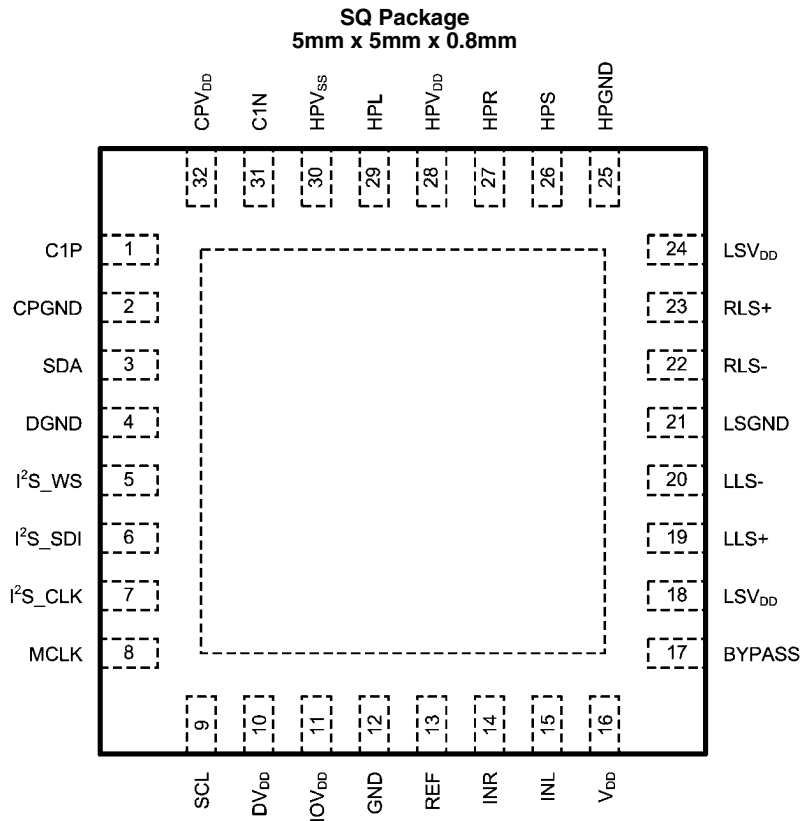 SQ Package
5mm x 5mm x 0.8mm
CPVDD
C1N
HPVSS
HPL
HPVDD
HPR
HPS
HPGND
32
31
30
29
28
27
26
25
C1P 1
24 LSVDD
CPGND 2
23 RLS+
SDA 3
22 RLS-
DGND 4
21 LSGND
I²S_WS 5
20 LLS-
I²S_SDI 6
19 LLS+
I²S_CLK 7
18 LSVDD
MCLK 8
17 BYPASS
9
10
11
12
13
14
15
16
SCL
DVDD
IOVDD
GND
REF
INR
INL
VDD